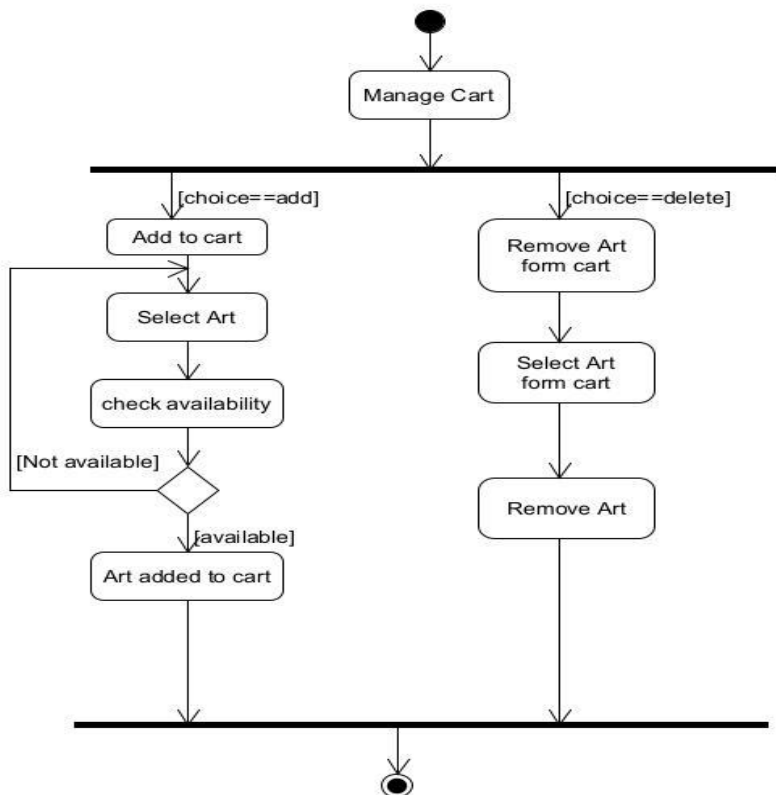 Manage Cart
[choice==add]
[choice==delete]
Add to cart
Remove Art
form cart
Select Art
Select Art
form cart
check availability
[Not available]
Remove Art
[available]
Art added to cart